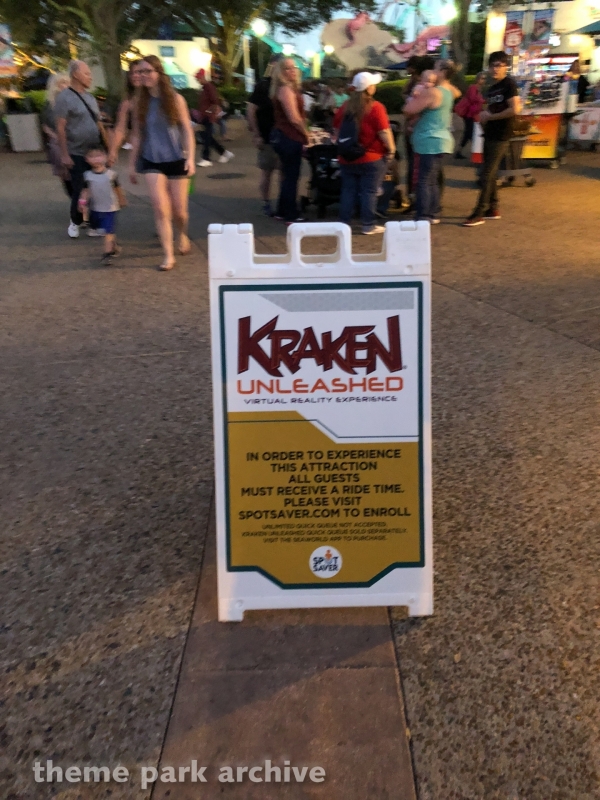 KRAKEN
UNLEASHED
VIRTUAL REALITY EXPERIENCE
IN ORDER TO EXPERIENCE
THIS ATTRACTION
ALL GUESTS
MUST RECEIVE A RIDE TIME.
PLEASE VISIT
SPOTSAVER.COM TO ENROLL
UNLIMITED QUICK QUEUE NOT ACCEPTED.
KRAKEN UNLEASHED QUICK QUEUE SOLD SEPARATELY.
VISIT THE SEAWORLD APP TO PURCHASE
SPOT
SAVER
theme park archive